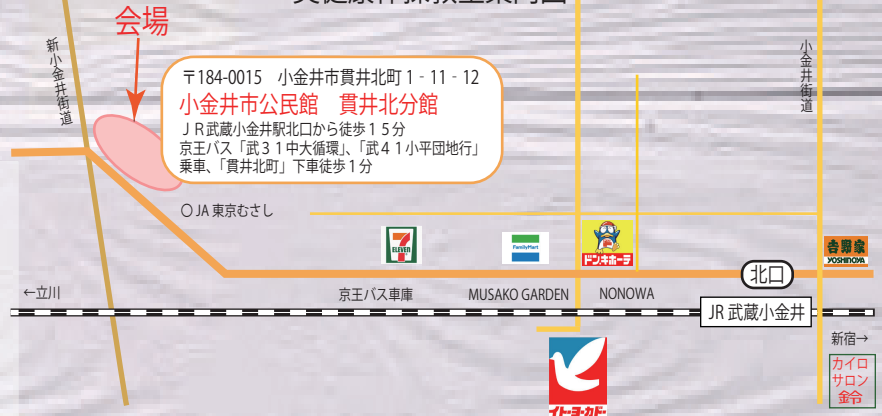 会場
新小金井街道
小金井街道
〒184-0015　小金井市貫井北町1 - 11 - 12
小金井市公民館　貫井北分館
ＪＲ武蔵小金井駅北口から徒歩１５分
京王バス「武３１中大循環」、「武４１小平団地行」
乗車、「貫井北町」下車徒歩１分
〇JA 東京むさし
7
ELEVEN
FamilyMart
ドン.キホーテ
吉野家
YOSHINOYA
北口
←立川
京王バス車庫
MUSAKO GARDEN
NONOWA
JR 武蔵小金井
新宿→
イトーヨーカドー
カイロ
サロン